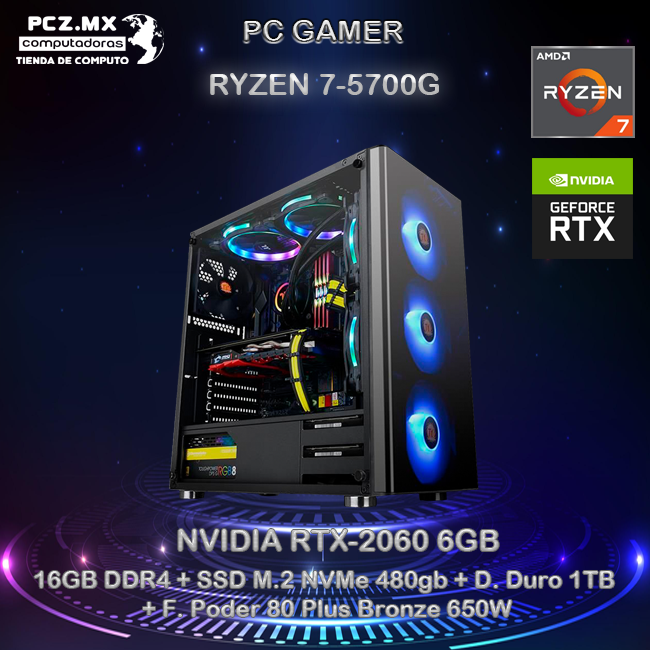 PCZ.MX
computadoras
TIENDA DE COMPUTO
PC GAMER
RYZEN 7-5700G
AMD
RYZEN
7
NVIDIA
GEFORCE
RTX
RGB8
NVIDIA RTX-2060 6GB
16GB DDR4 + SSD M.2 NVMe 480gb + D. Duro 1TB
+ F. Poder 80 Plus Bronze 650W